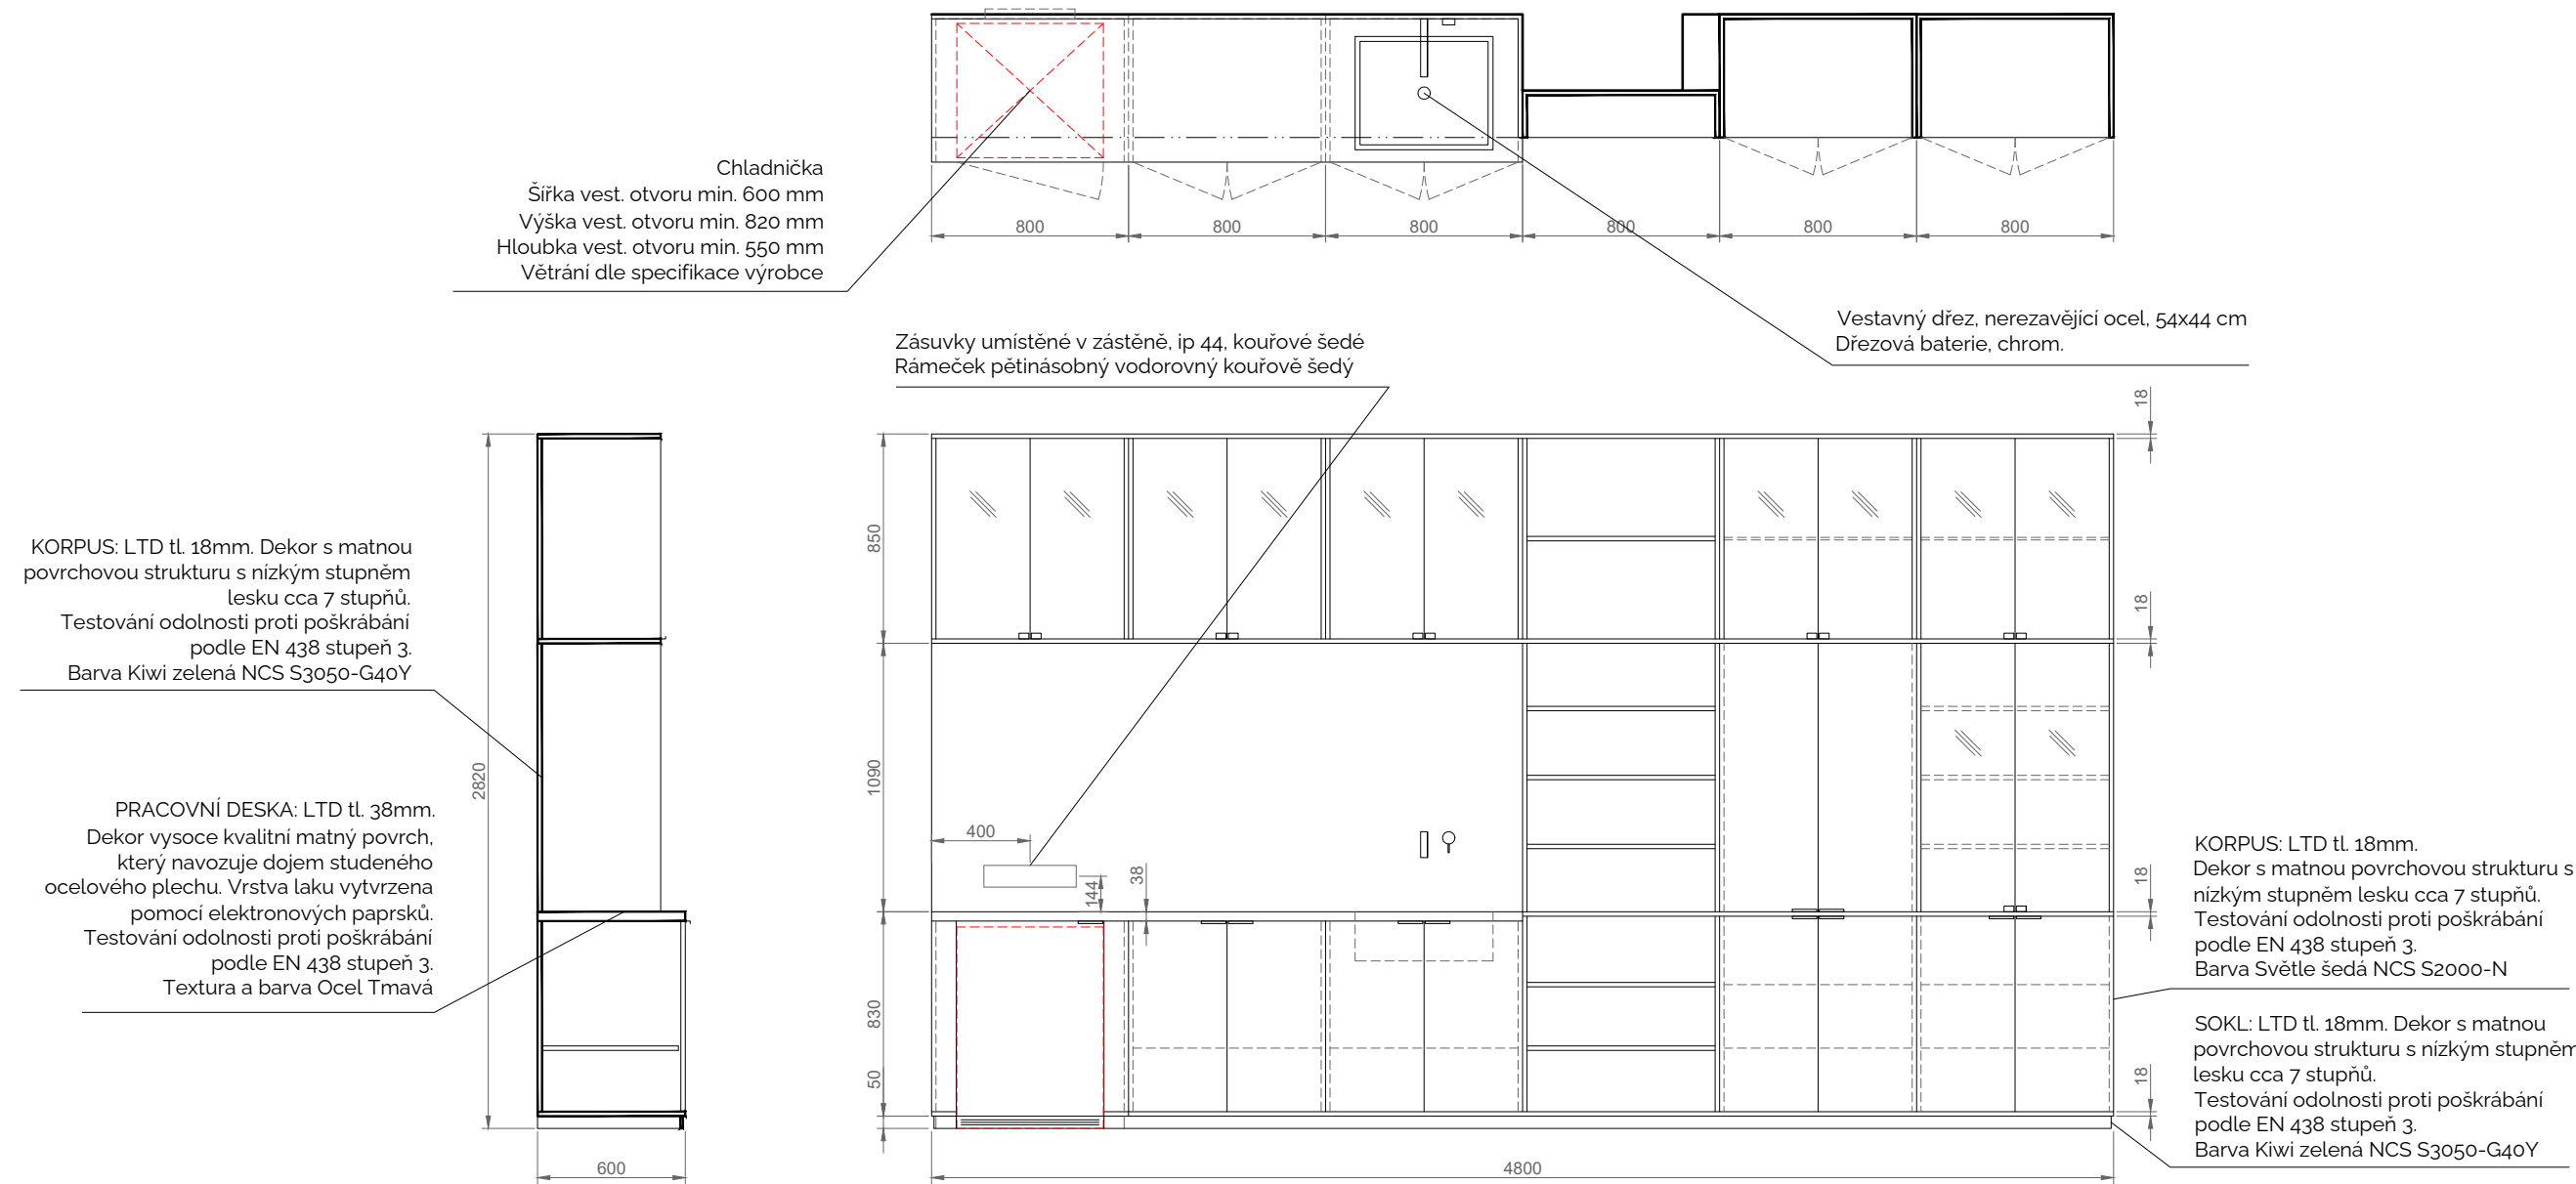 Chladnička
Šířka vest. otvoru min. 600 mm
Výška vest. otvoru min. 820 mm
Hloubka vest. otvoru min. 550 mm
Větrání dle specifikace výrobce
800
800
800
800
800
800
Vestavný dřez, nerezavějící ocel, 54x44 cm
Dřezová baterie, chrom.
Zásuvky umístěné v zástěně, ip 44, kouřové šedé
Rámeček pětinásobný vodorovný kouřově šedý
KORPUS: LTD tl. 18mm. Dekor s matnou
povrchovou strukturu s nízkým stupněm
lesku cca 7 stupňů.
Testování odolnosti proti poškrábání
podle EN 438 stupeň 3.
Barva Kiwi zelená NCS S3050-G40Y
PRACOVNÍ DESKA: LTD tl. 38mm.
Dekor vysoce kvalitní matný povrch,
který navozuje dojem studeného
ocelového plechu. Vrstva laku vytvrzena
pomocí elektronových paprsků.
Testování odolnosti proti poškrábání
podle EN 438 stupeň 3.
Textura a barva Ocel Tmavá
2820
600
850
1090
830
50
400
144
38
4800
18
18
18
18
KORPUS: LTD tl. 18mm.
Dekor s matnou povrchovou strukturu s
nízkým stupněm lesku cca 7 stupňů.
Testování odolnosti proti poškrábání
podle EN 438 stupeň 3.
Barva Světle šedá NCS S2000-N
SOKL: LTD tl. 18mm. Dekor s matnou
povrchovou strukturu s nízkým stupněm
lesku cca 7 stupňů.
Testování odolnosti proti poškrábání
podle EN 438 stupeň 3.
Barva Kiwi zelená NCS S3050-G40Y